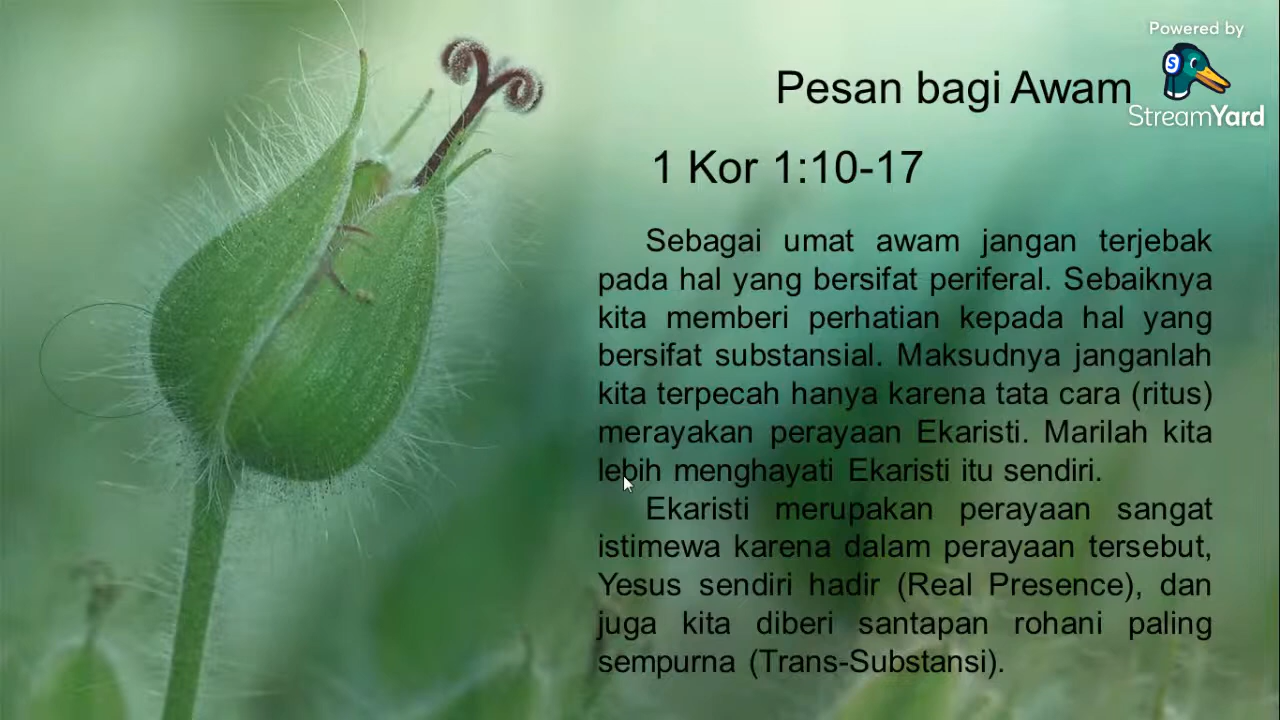 Powered by
StreamYard
Pesan bagi Awam
1 Kor 1:10-17
Sebagai umat awam jangan terjebak
pada hal yang bersifat periferal. Sebaiknya
kita memberi perhatian kepada hal yang
bersifat substansial. Maksudnya janganlah
kita terpecah hanya karena tata cara (ritus)
merayakan perayaan Ekaristi. Marilah kita
lebih menghayati Ekaristi itu sendiri.
Ekaristi merupakan perayaan sangat
istimewa karena dalam perayaan tersebut,
Yesus sendiri hadir (Real Presence), dan
juga kita diberi santapan rohani paling
sempurna (Trans-Substansi).